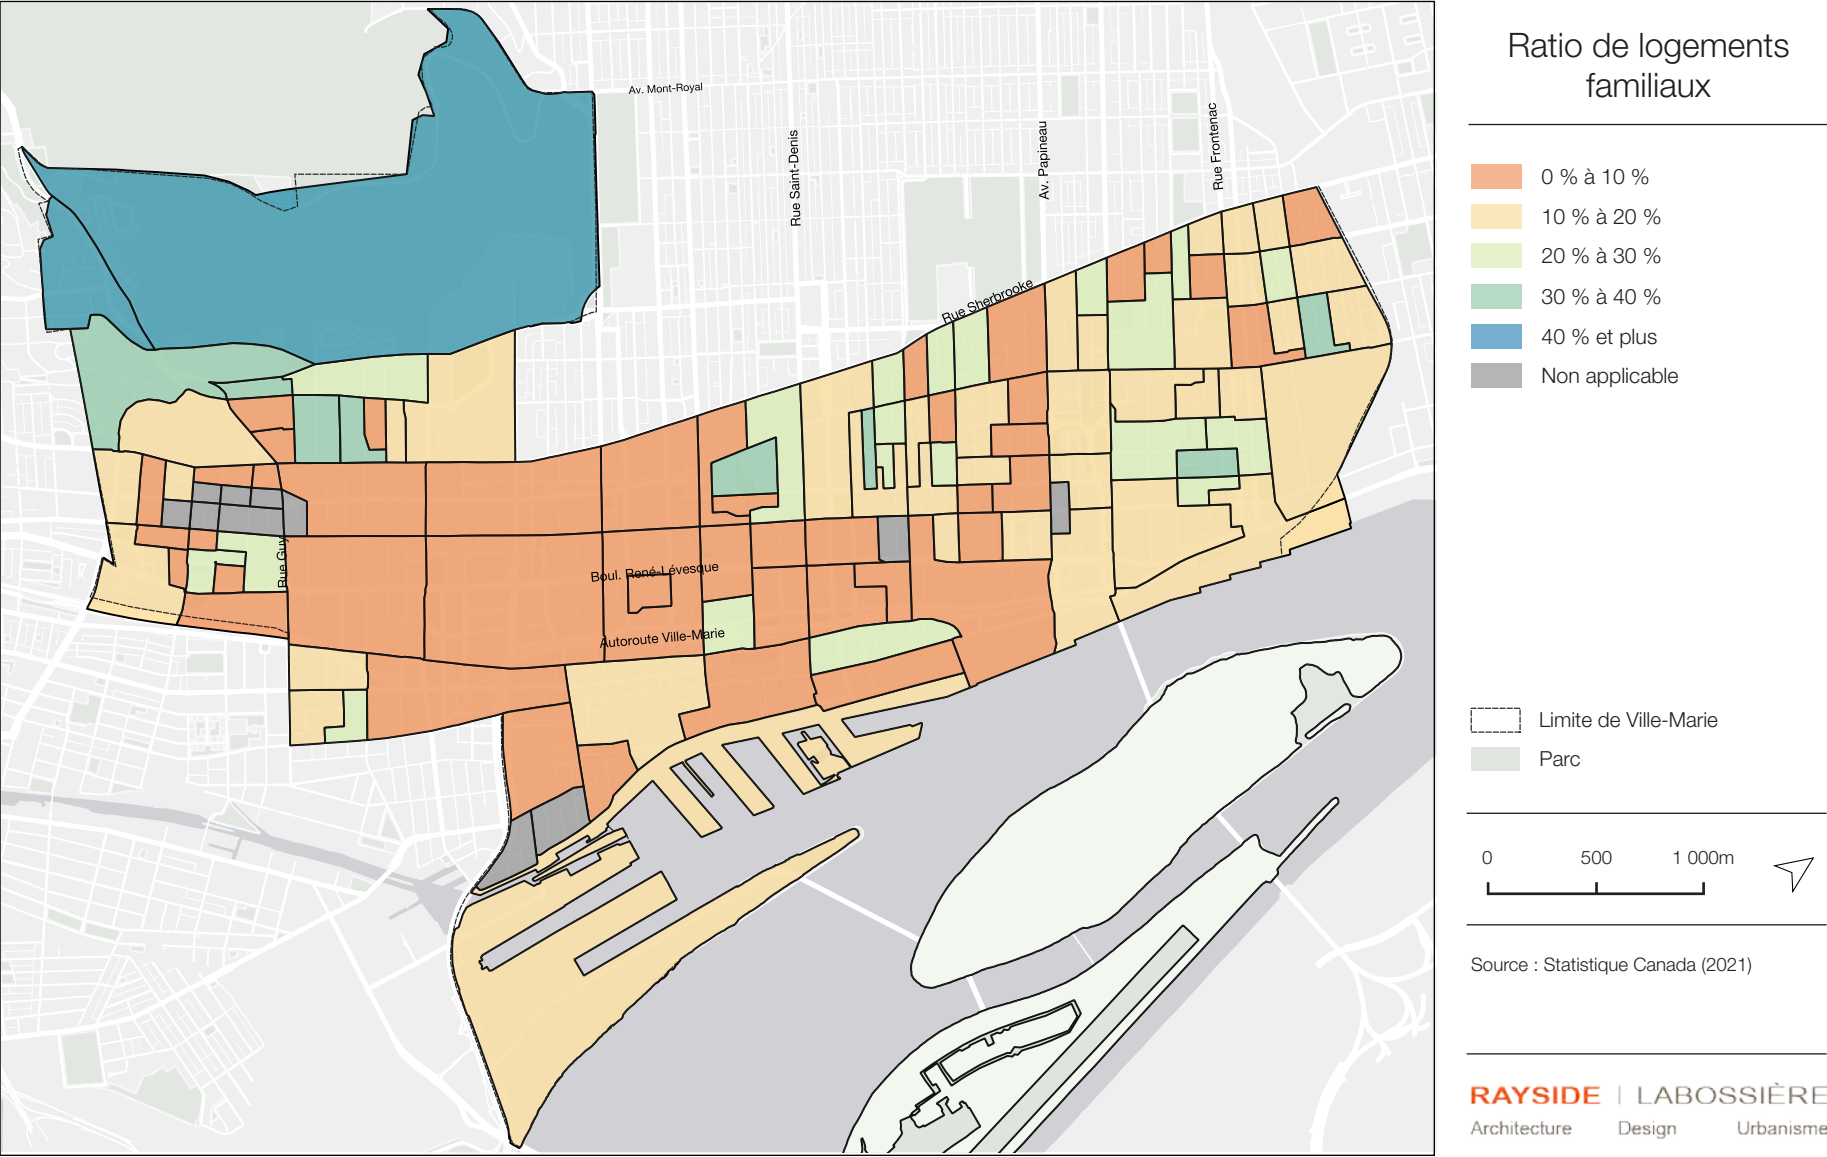 Ratio de logements
familiaux
0 % à 10 %
10 % à 20 %
20 % à 30 %
30 % à 40 %
40 % et plus
Non applicable
Limite de Ville-Marie
Parc
0 500 1 000m
Source : Statistique Canada (2021)
RAYSIDE | LABOSSIÈRE
Architecture Design Urbanisme
Av. Mont-Royal
Rue Saint-Denis
Av. Papineau
Rue Frontenac
Rue Sherbrooke
Rue Guy
Boul. René-Lévesque
Autoroute Ville-Marie